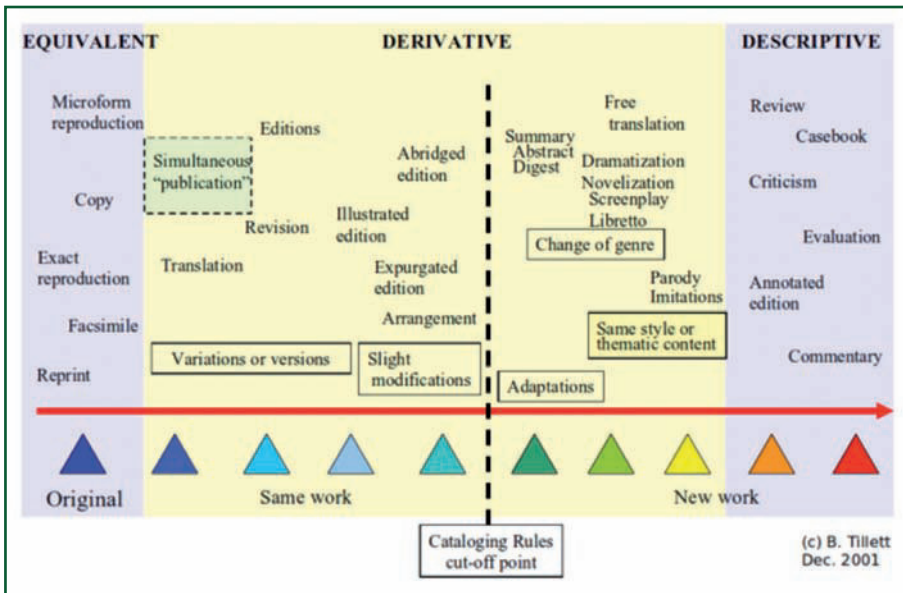 EQUIVALENT
DERIVATIVE
DESCRIPTIVE
Microform
reproduction
Copy
Exact
reproduction
Facsimile
Reprint
Simultaneous
“publication”
Editions
Revision
Translation
Illustrated
edition
Abridged
edition
Expurgated
edition
Arrangement
Variations or versions
Slight
modifications
Summary
Abstract
Digest
Free
translation
Dramatization
Novelization
Screenplay
Libretto
Change of genre
Parody
Imitations
Same style or
thematic content
Adaptations
Review
Casebook
Criticism
Evaluation
Annotated
edition
Commentary
Original
Same work
New work
Cataloging Rules
cut-off point
(c) B. Tillett
Dec. 2001